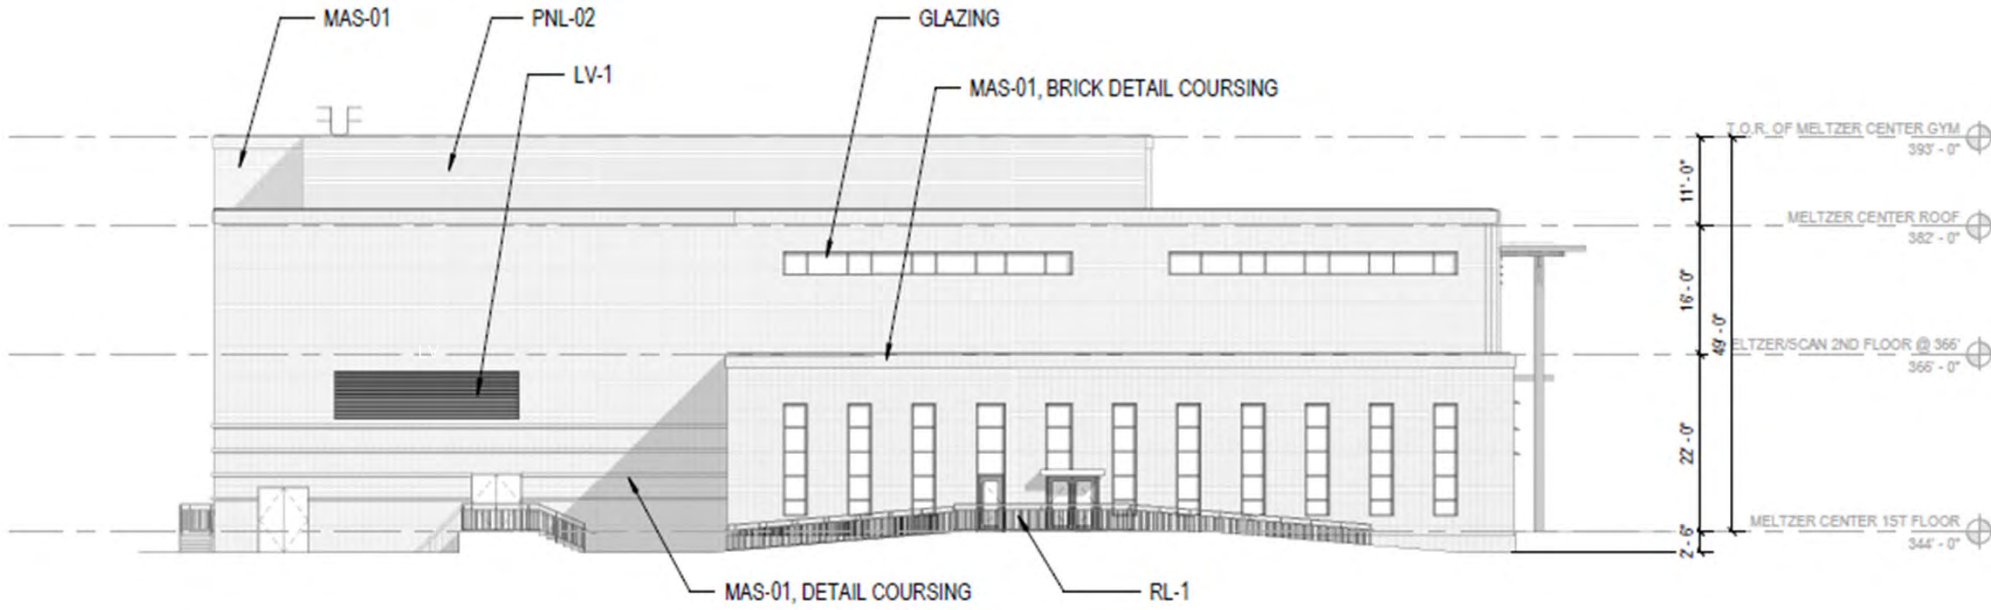 MAS-01
PNL-02
GLAZING
LV-1
MAS-01, BRICK DETAIL COURSING
T.O.R. OF MELTZER CENTER GYM
393' - 0"
11' - 0"
MELTZER CENTER ROOF
382' - 0"
16' - 0"
49' - 0"
ELTZER/SCAN 2ND FLOOR @ 366'
366' - 0"
22' - 0"
MELTZER CENTER 1ST FLOOR
344' - 0"
2' - 6"
MAS-01, DETAIL COURSING
RL-1